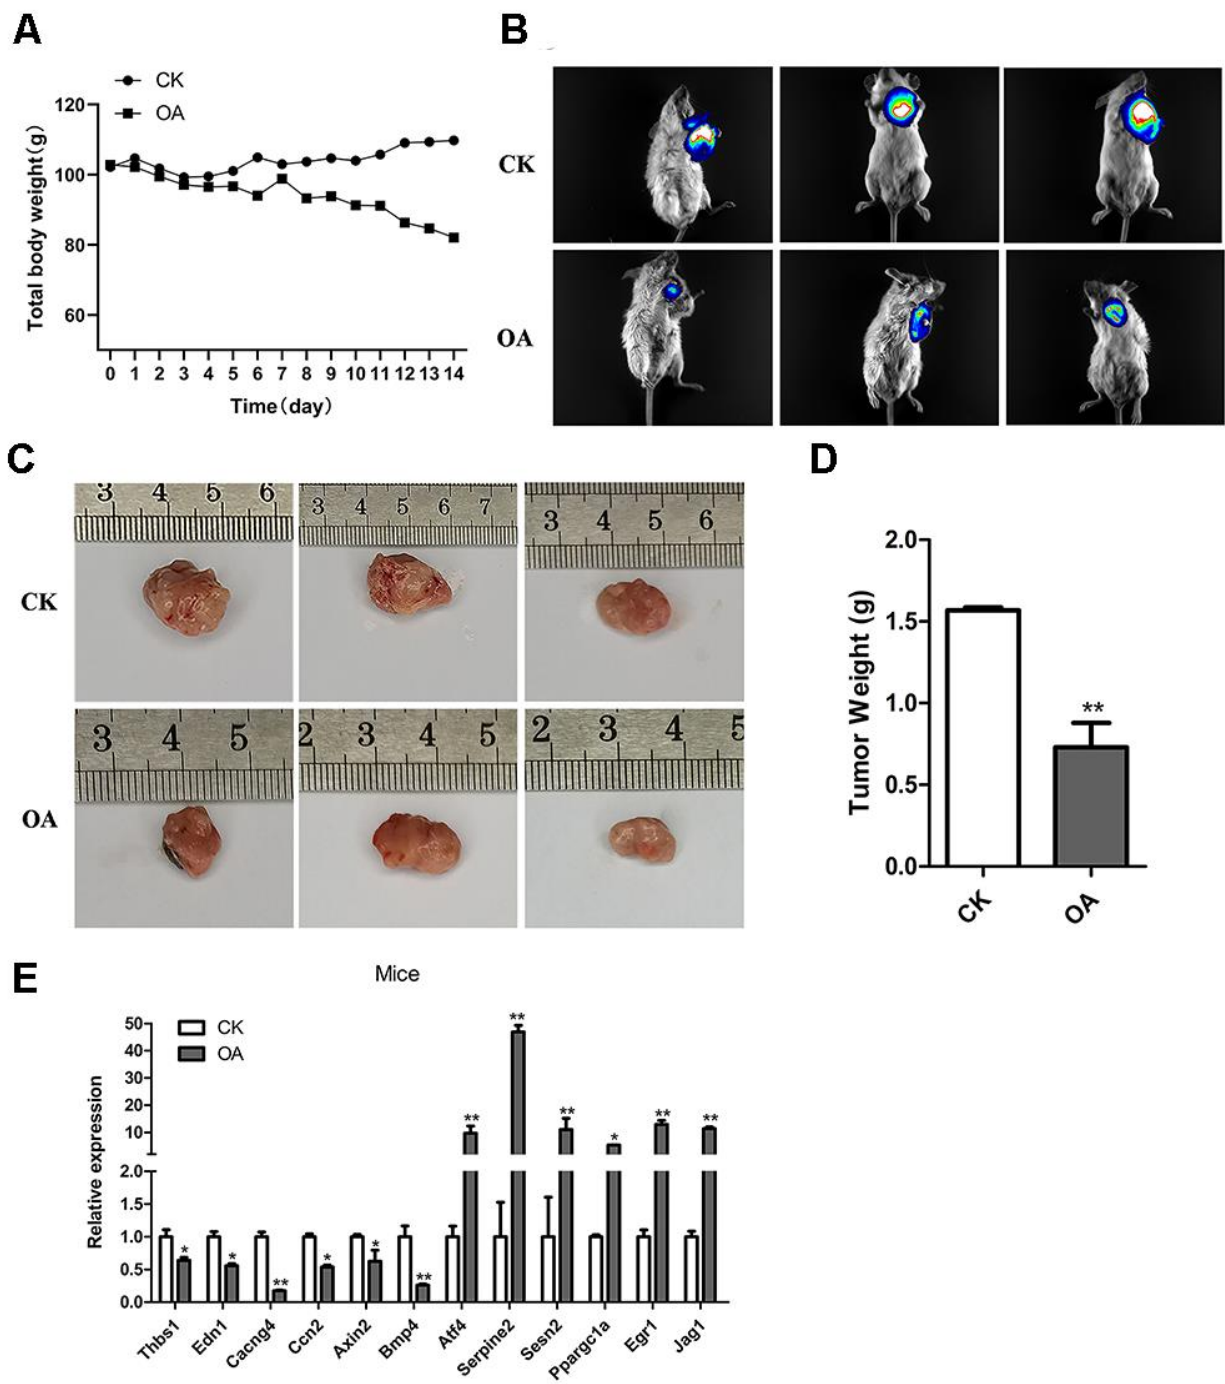 A
CK
OA
120
100
80
60
Total body weight(g)
0 1 2 3 4 5 6 7 8 9 10 11 12 13 14
Time(day)
B
CK
OA
C
CK
3 4 5 6
3 4 5 6 7
3 4 5 6
OA
3 4 5
2 3 4 5
2 3 4 5
D
2.0
1.5
1.0
0.5
0.0
Tumor Weight (g)
**
CK
OA
E
Mice
CK
OA
50
40
30
20
10
2.0
1.5
1.0
0.5
0.0
Relative expression
* * ** * * ** ** ** ** * ** **
Thbs1
Edn1
Cacng4
Ccn2
Axin2
Bmp4
Atf4
Serpine2
Sesn2
Ppargc1a
Egr1
Jag1